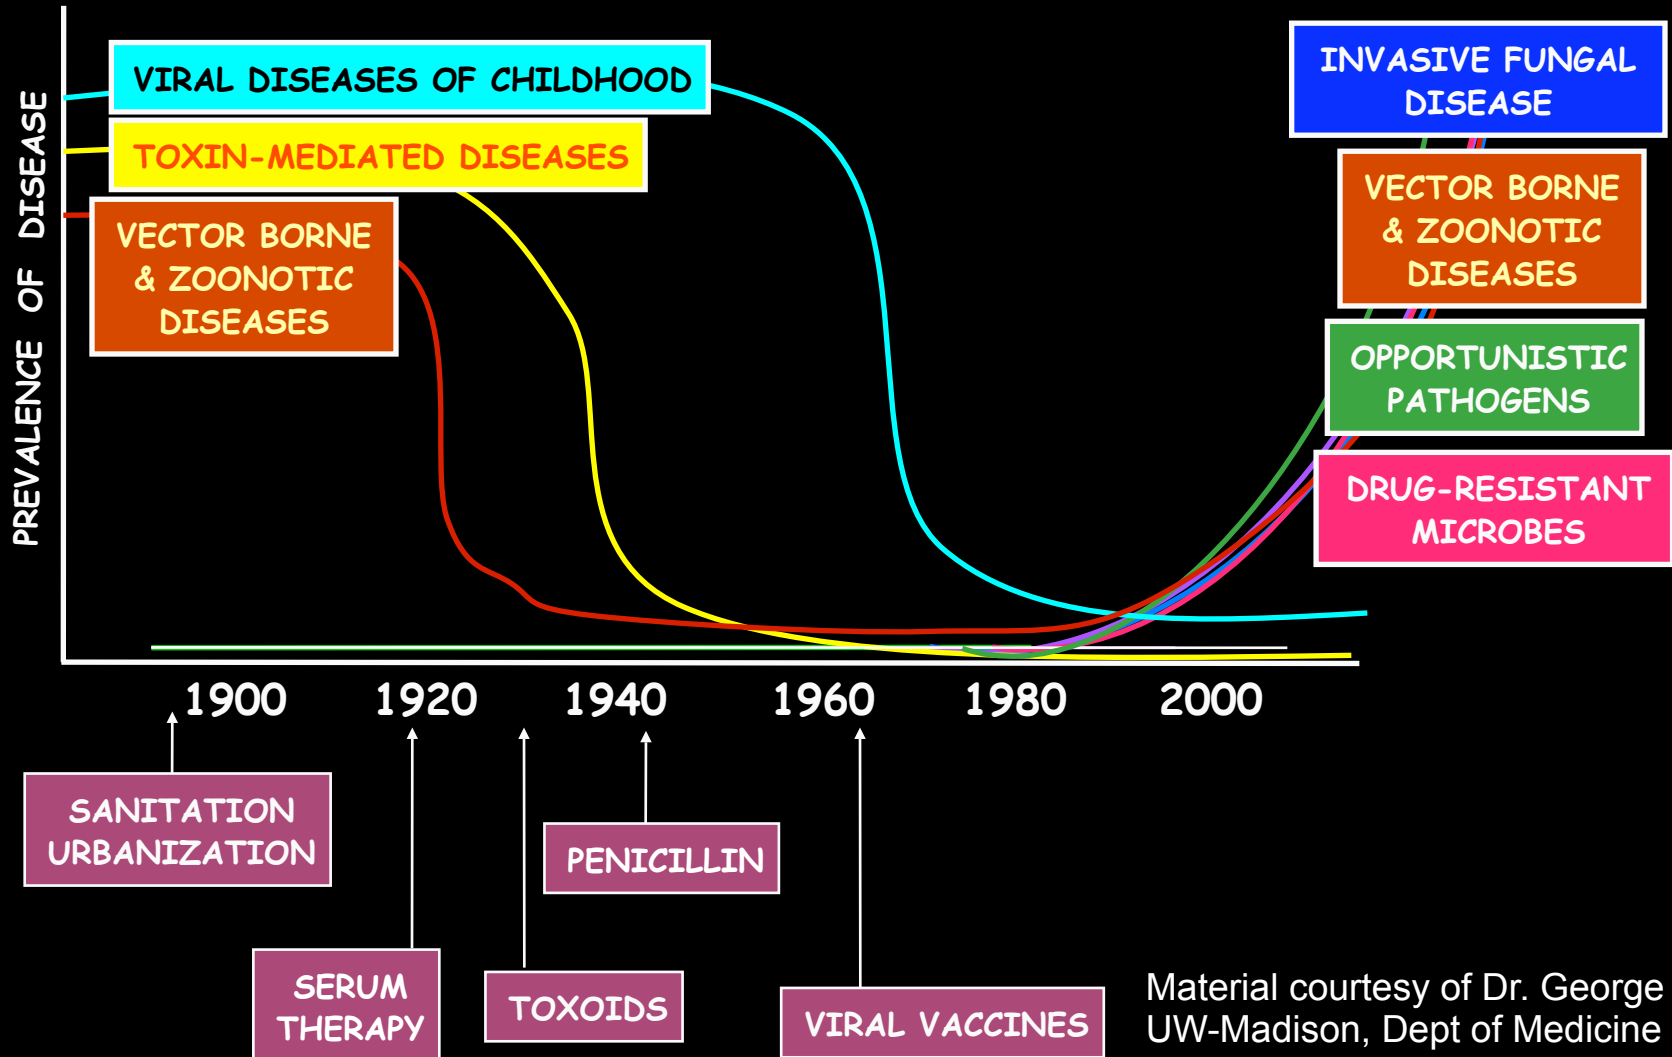 PREVALENCE OF DISEASE
VIRAL DISEASES OF CHILDHOOD
TOXIN-MEDIATED DISEASES
VECTOR BORNE
& ZOONOTIC
DISEASES
INVASIVE FUNGAL
DISEASE
VECTOR BORNE
& ZOONOTIC
DISEASES
OPPORTUNISTIC
PATHOGENS
DRUG-RESISTANT
MICROBES
1900 1920 1940 1960 1980 2000
SANITATION
URBANIZATION
PENICILLIN
SERUM
THERAPY
TOXOIDS
VIRAL VACCINES
Material courtesy of Dr. George
UW-Madison, Dept of Medicine